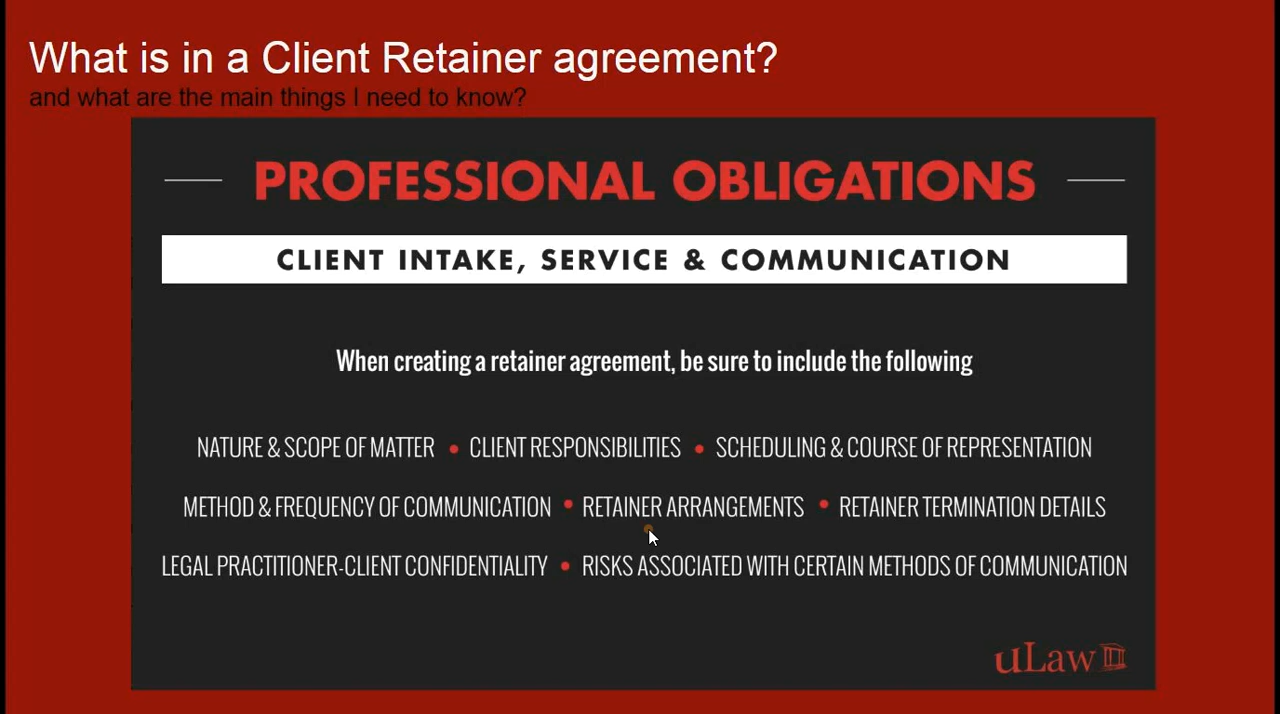 What is in a Client Retainer agreement?
and what are the main things I need to know?
PROFESSIONAL OBLIGATIONS
CLIENT INTAKE, SERVICE & COMMUNICATION
When creating a retainer agreement, be sure to include the following
NATURE & SCOPE OF MATTER • CLIENT RESPONSIBILITIES • SCHEDULING & COURSE OF REPRESENTATION
METHOD & FREQUENCY OF COMMUNICATION • RETAINER ARRANGEMENTS • RETAINER TERMINATION DETAILS
LEGAL PRACTITIONER-CLIENT CONFIDENTIALITY • RISKS ASSOCIATED WITH CERTAIN METHODS OF COMMUNICATION
uLaw